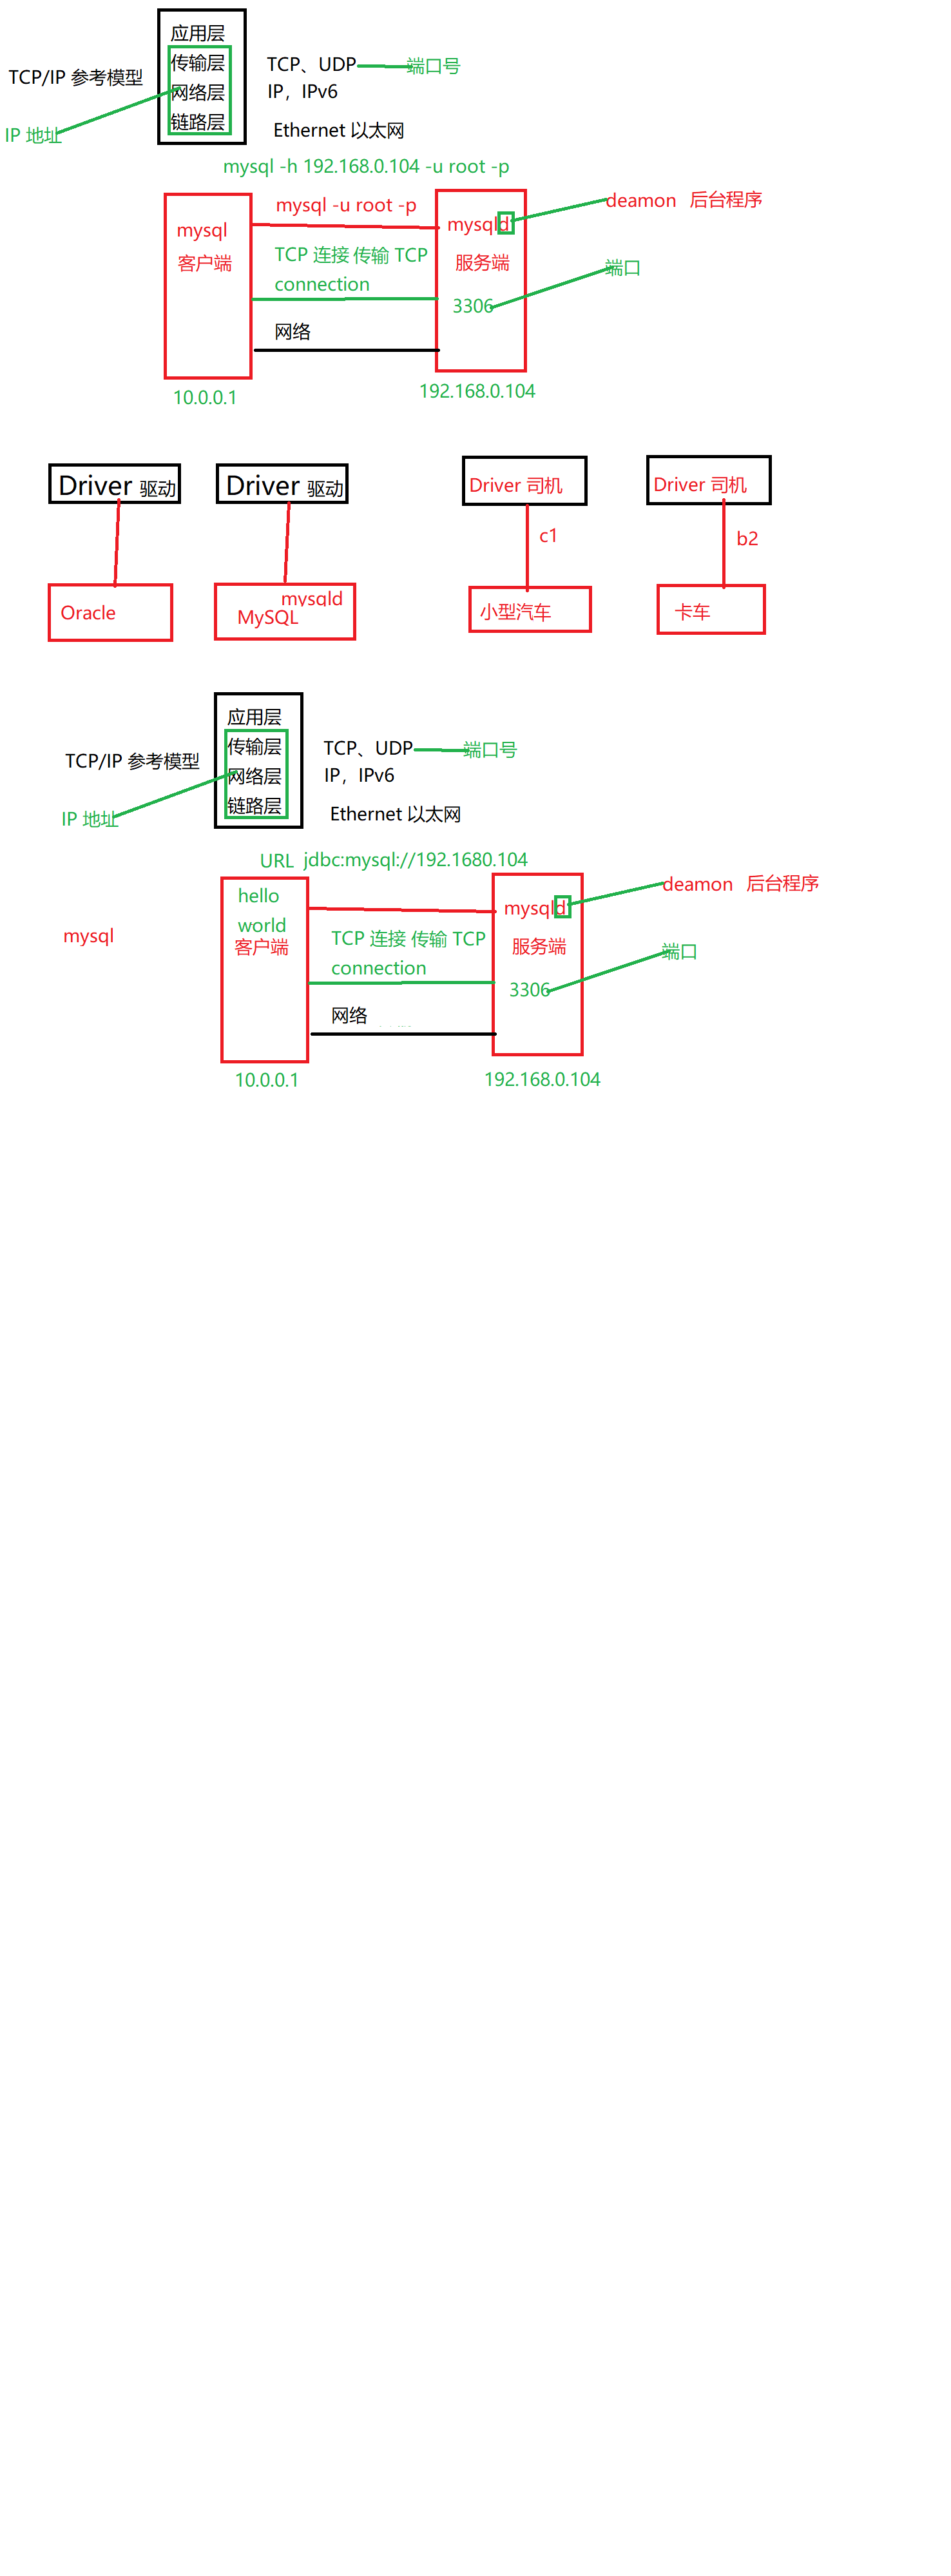 应用层
传输层
TCP、UDP
端口号
TCP/IP 参考模型
网络层
IP，IPv6
链路层
IP 地址
Ethernet 以太网
mysql -h 192.168.0.104 -u root -p
mysql -u root -p
deamon 后台程序
mysql
mysqld
客户端
TCP 连接 传输 TCP
connection
服务端
端口
3306
网络
10.0.0.1
192.168.0.104
Driver 驱动
Driver 驱动
Driver 司机
Driver 司机
c1
b2
Oracle
mysqld
MySQL
小型汽车
卡车
应用层
传输层
TCP、UDP
端口号
TCP/IP 参考模型
网络层
IP，IPv6
链路层
IP 地址
Ethernet 以太网
URL jdbc:mysql://192.1680.104
hello
world
客户端
mysqld
deamon 后台程序
mysql
TCP 连接 传输 TCP
connection
服务端
端口
3306
网络
10.0.0.1
192.168.0.104